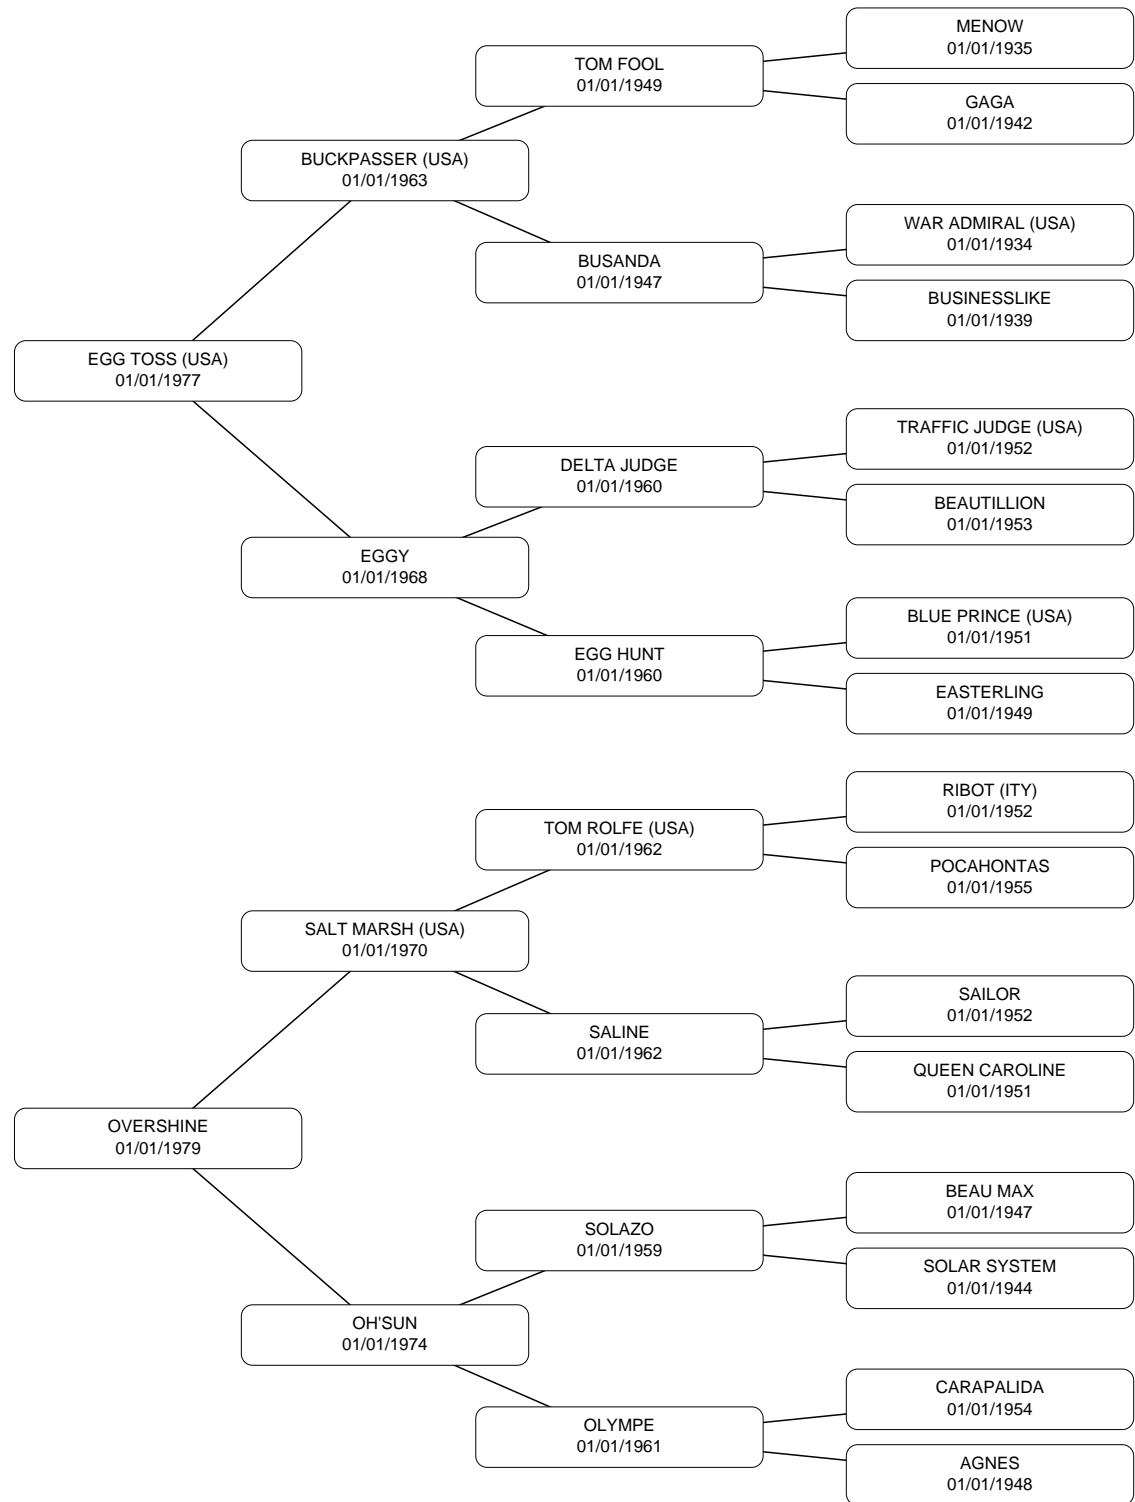 MENOW
01/01/1935
TOM FOOL
01/01/1949
GAGA
01/01/1942
BUCKPASSER (USA)
01/01/1963
WAR ADMIRAL (USA)
01/01/1934
BUSANDA
01/01/1947
BUSINESSLIKE
01/01/1939
EGG TOSS (USA)
01/01/1977
TRAFFIC JUDGE (USA)
01/01/1952
DELTA JUDGE
01/01/1960
BEAUTILLION
01/01/1953
EGGY
01/01/1968
BLUE PRINCE (USA)
01/01/1951
EGG HUNT
01/01/1960
EASTERLING
01/01/1949
RIBOT (ITY)
01/01/1952
TOM ROLFE (USA)
01/01/1962
POCAHONTAS
01/01/1955
SALT MARSH (USA)
01/01/1970
SAILOR
01/01/1952
SALINE
01/01/1962
QUEEN CAROLINE
01/01/1951
OVERSHINE
01/01/1979
BEAU MAX
01/01/1947
SOLAZO
01/01/1959
SOLAR SYSTEM
01/01/1944
OH'SUN
01/01/1974
CARAPALIDA
01/01/1954
OLYMPE
01/01/1961
AGNES
01/01/1948